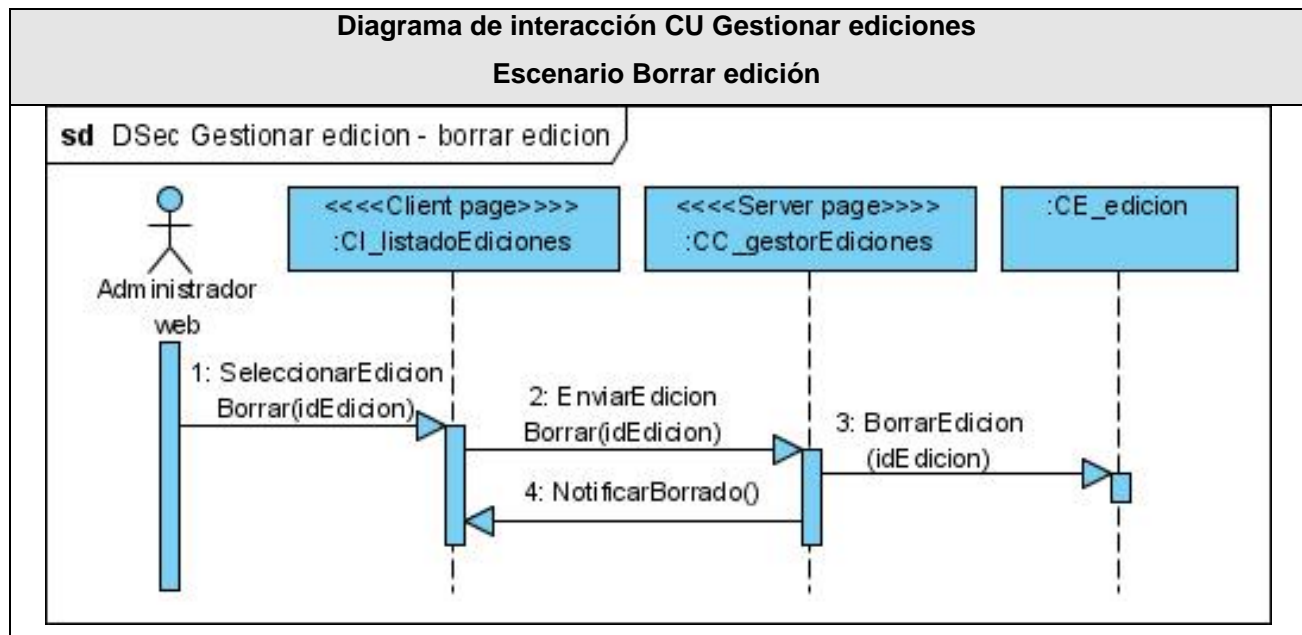 Diagrama de interacción CU Gestionar ediciones
Escenario Borrar edición
sd DSec Gestionar edicion - borrar edicion
Administrador
web
<<<<Client page>>>>
:CI_listadoEdiciones
<<<<Server page>>>>
:CC_gestorEdiciones
:CE_edicion
1: SeleccionarEdicion
Borrar(idEdicion)
2: EnviarEdicion
Borrar(idEdicion)
3: BorrarEdicion
(idEdicion)
4: NotificarBorrado()